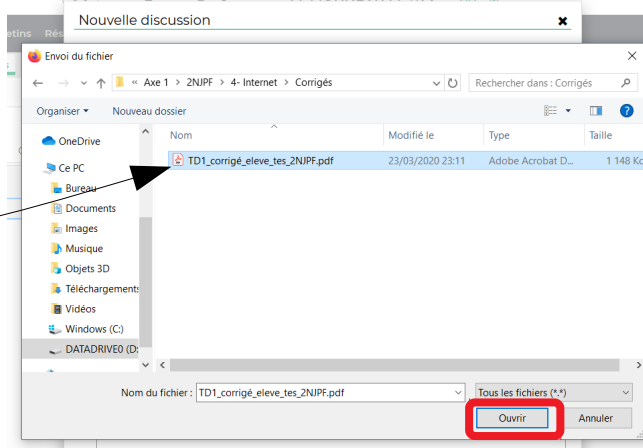 Nouvelle discussion
etins Rés
Envoi du fichier
« Axe 1 > 2NJPF > 4- Internet > Corrigés
Rechercher dans : Corrigés
Organiser
Nouveau dossier
OneDrive
Ce PC
Bureau
Documents
Images
Musique
Objets 3D
Téléchargements
Vidéos
Windows (C:)
DATADRIVE0 (D:
Nom Modifié le Type Taille
TD1_corrigé_eleve_tes_2NJPF.pdf 23/03/2020 23:11 Adobe Acrobat D... 1 148 Ko
Nom du fichier : TD1_corrigé_eleve_tes_2NJPF.pdf
Tous les fichiers (*.*)
Ouvrir Annuler